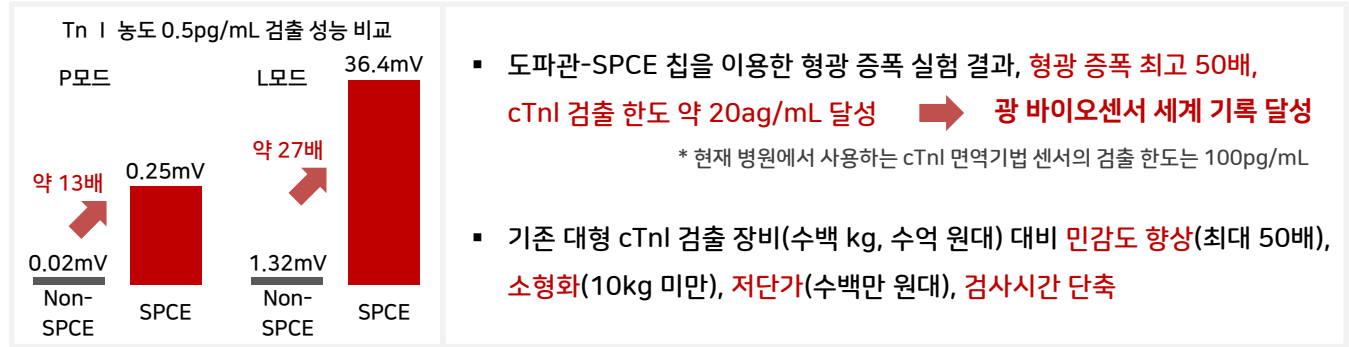 Tn I 농도 0.5pg/mL 검출 성능 비교
P모드
L모드
36.4mV
약 27배
약 13배
0.25mV
0.02mV
1.32mV
Non-
SPCE
SPCE
Non-
SPCE
SPCE
▪ 도파관-SPCE 칩을 이용한 형광 증폭 실험 결과, 형광 증폭 최고 50배,
cTnl 검출 한도 약 20ag/mL 달성 ➡ 광 바이오센서 세계 기록 달성
* 현재 병원에서 사용하는 cTnl 면역기법 센서의 검출 한도는 100pg/mL
▪ 기존 대형 cTnl 검출 장비(수백 kg, 수억 원대) 대비 민감도 향상(최대 50배),
소형화(10kg 미만), 저단가(수백만 원대), 검사시간 단축